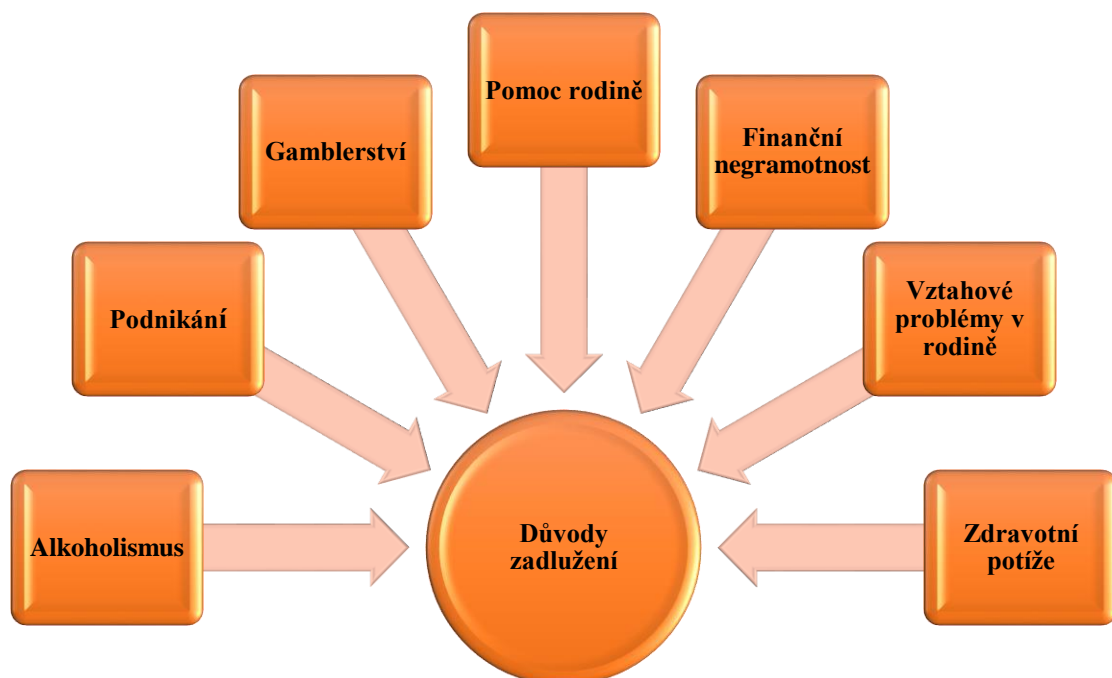 Pomoc rodině
Gamblerství
Finanční
negramotnost
Podnikání
Vztahové
problémy v
rodině
Alkoholismus
Důvody
zadlužení
Zdravotní
potíže